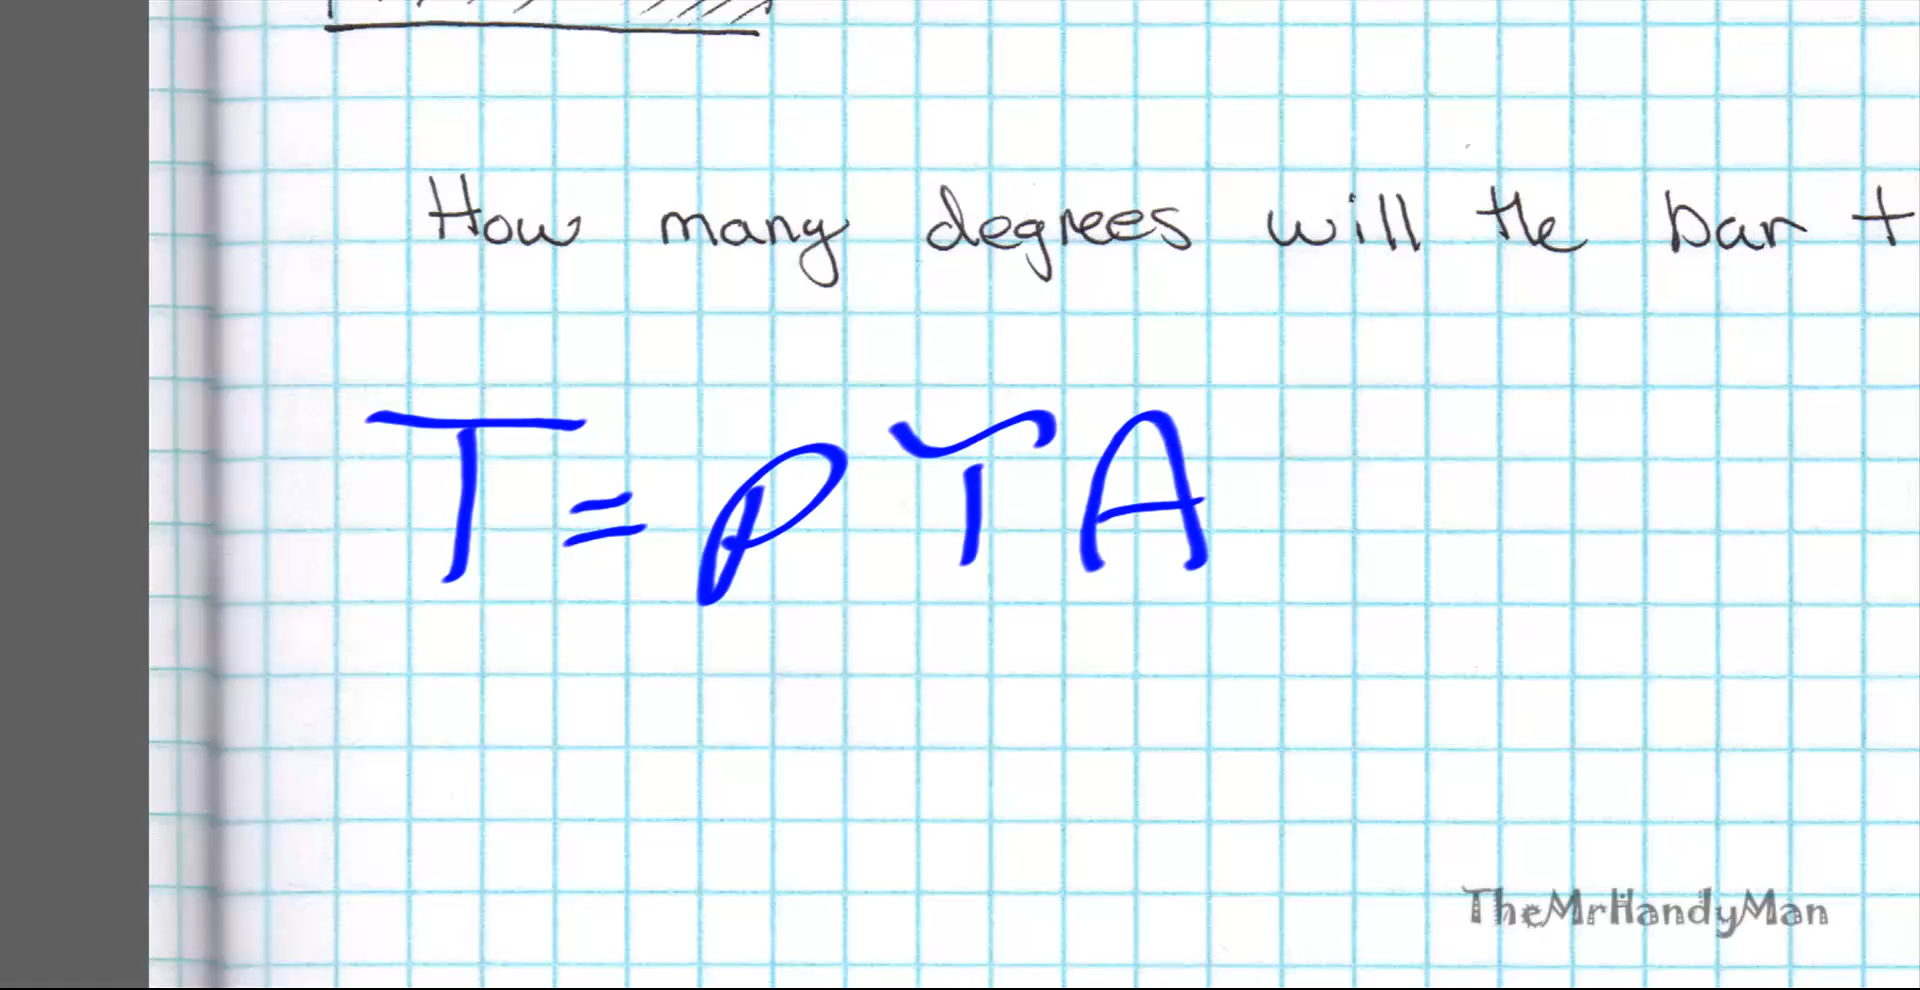 How many degrees will the bar t
T = ρ τ A
TheMrHandyMan